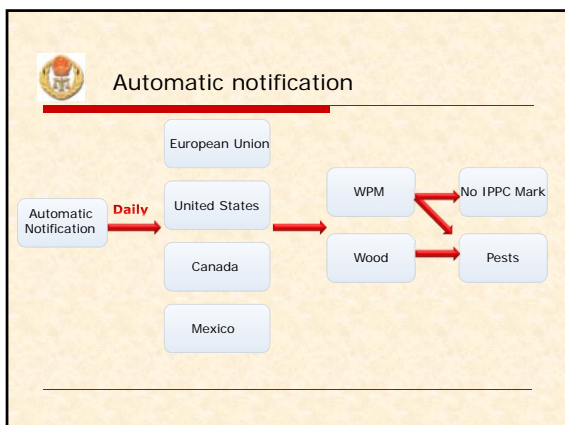 Automatic notification
European Union
United States
Canada
Mexico
Automatic
Notification
Daily
WPM
Wood
No IPPC Mark
Pests